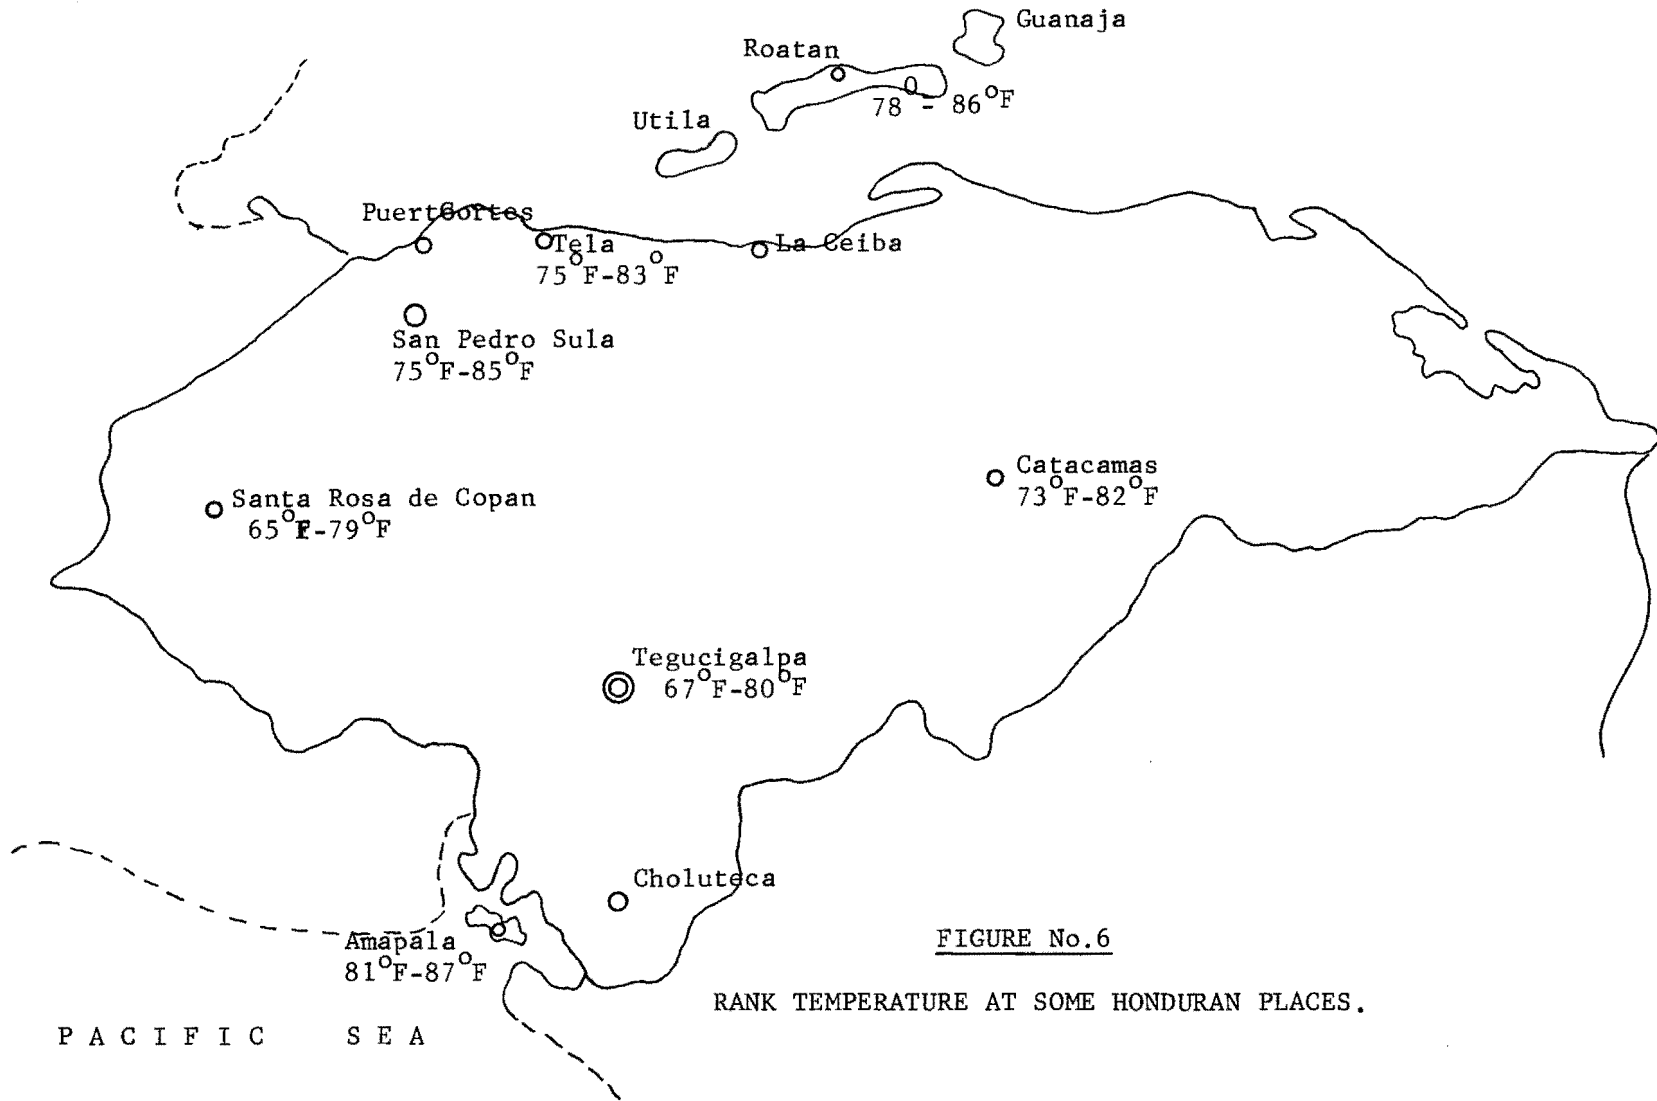 Guanaja
Roatan
78° - 86°F
Utila
Puerto Cortes
Tela
75°F-83°F
La Ceiba
San Pedro Sula
75°F-85°F
Catacamas
73°F-82°F
Santa Rosa de Copan
65°F-79°F
Tegucigalpa
67°F-80°F
Choluteca
Amapala
81°F-87°F
FIGURE No.6
RANK TEMPERATURE AT SOME HONDURAN PLACES.
PACIFIC SEA